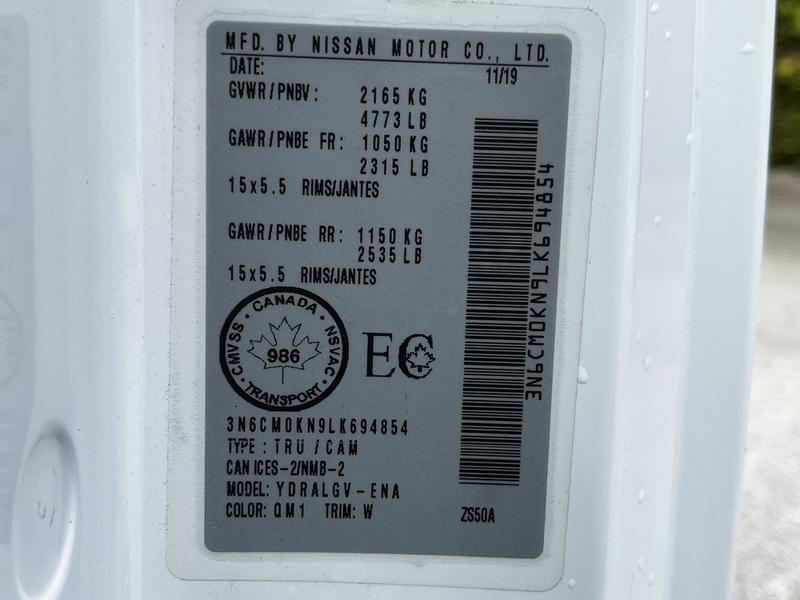 MFD. BY NISSAN MOTOR CO., LTD.
DATE: 11/19
GVWR/PNBV: 2165 KG
4773 LB
GAWR/PNBE FR: 1050 KG
2315 LB
15x5.5 RIMS/JANTES
GAWR/PNBE RR: 1150 KG
2535 LB
15x5.5 RIMS/JANTES
CANADA
CMVSS 986 NSVAC
TRANSPORT
EC
3N6CM0KN9LK694854
TYPE: TRU/CAM
CAN ICES-2/NMB-2
MODEL: YDRALGV-ENA
COLOR: QM1 TRIM: W ZS50A
3N6CM0KN9LK694854